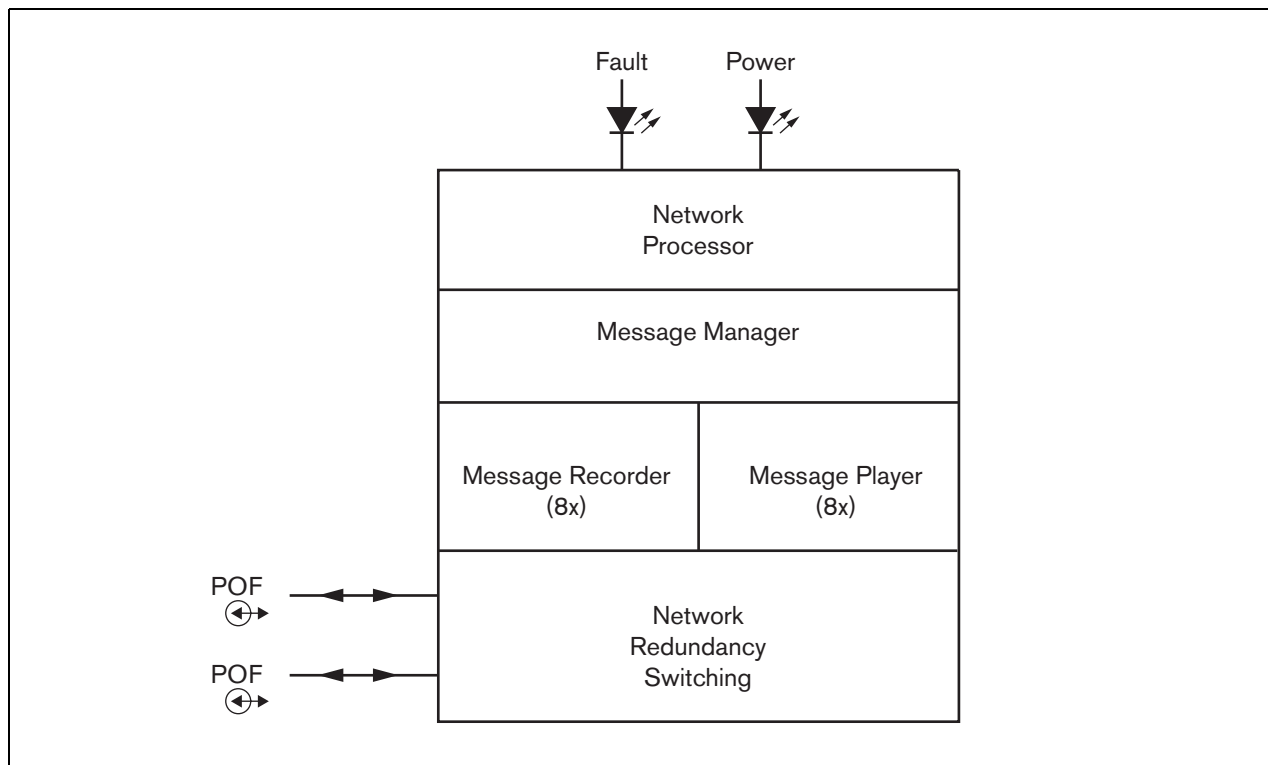 Fault
Power
Network
Processor
Message Manager
Message Recorder
(8x)
Message Player
(8x)
POF
POF
Network
Redundancy
Switching